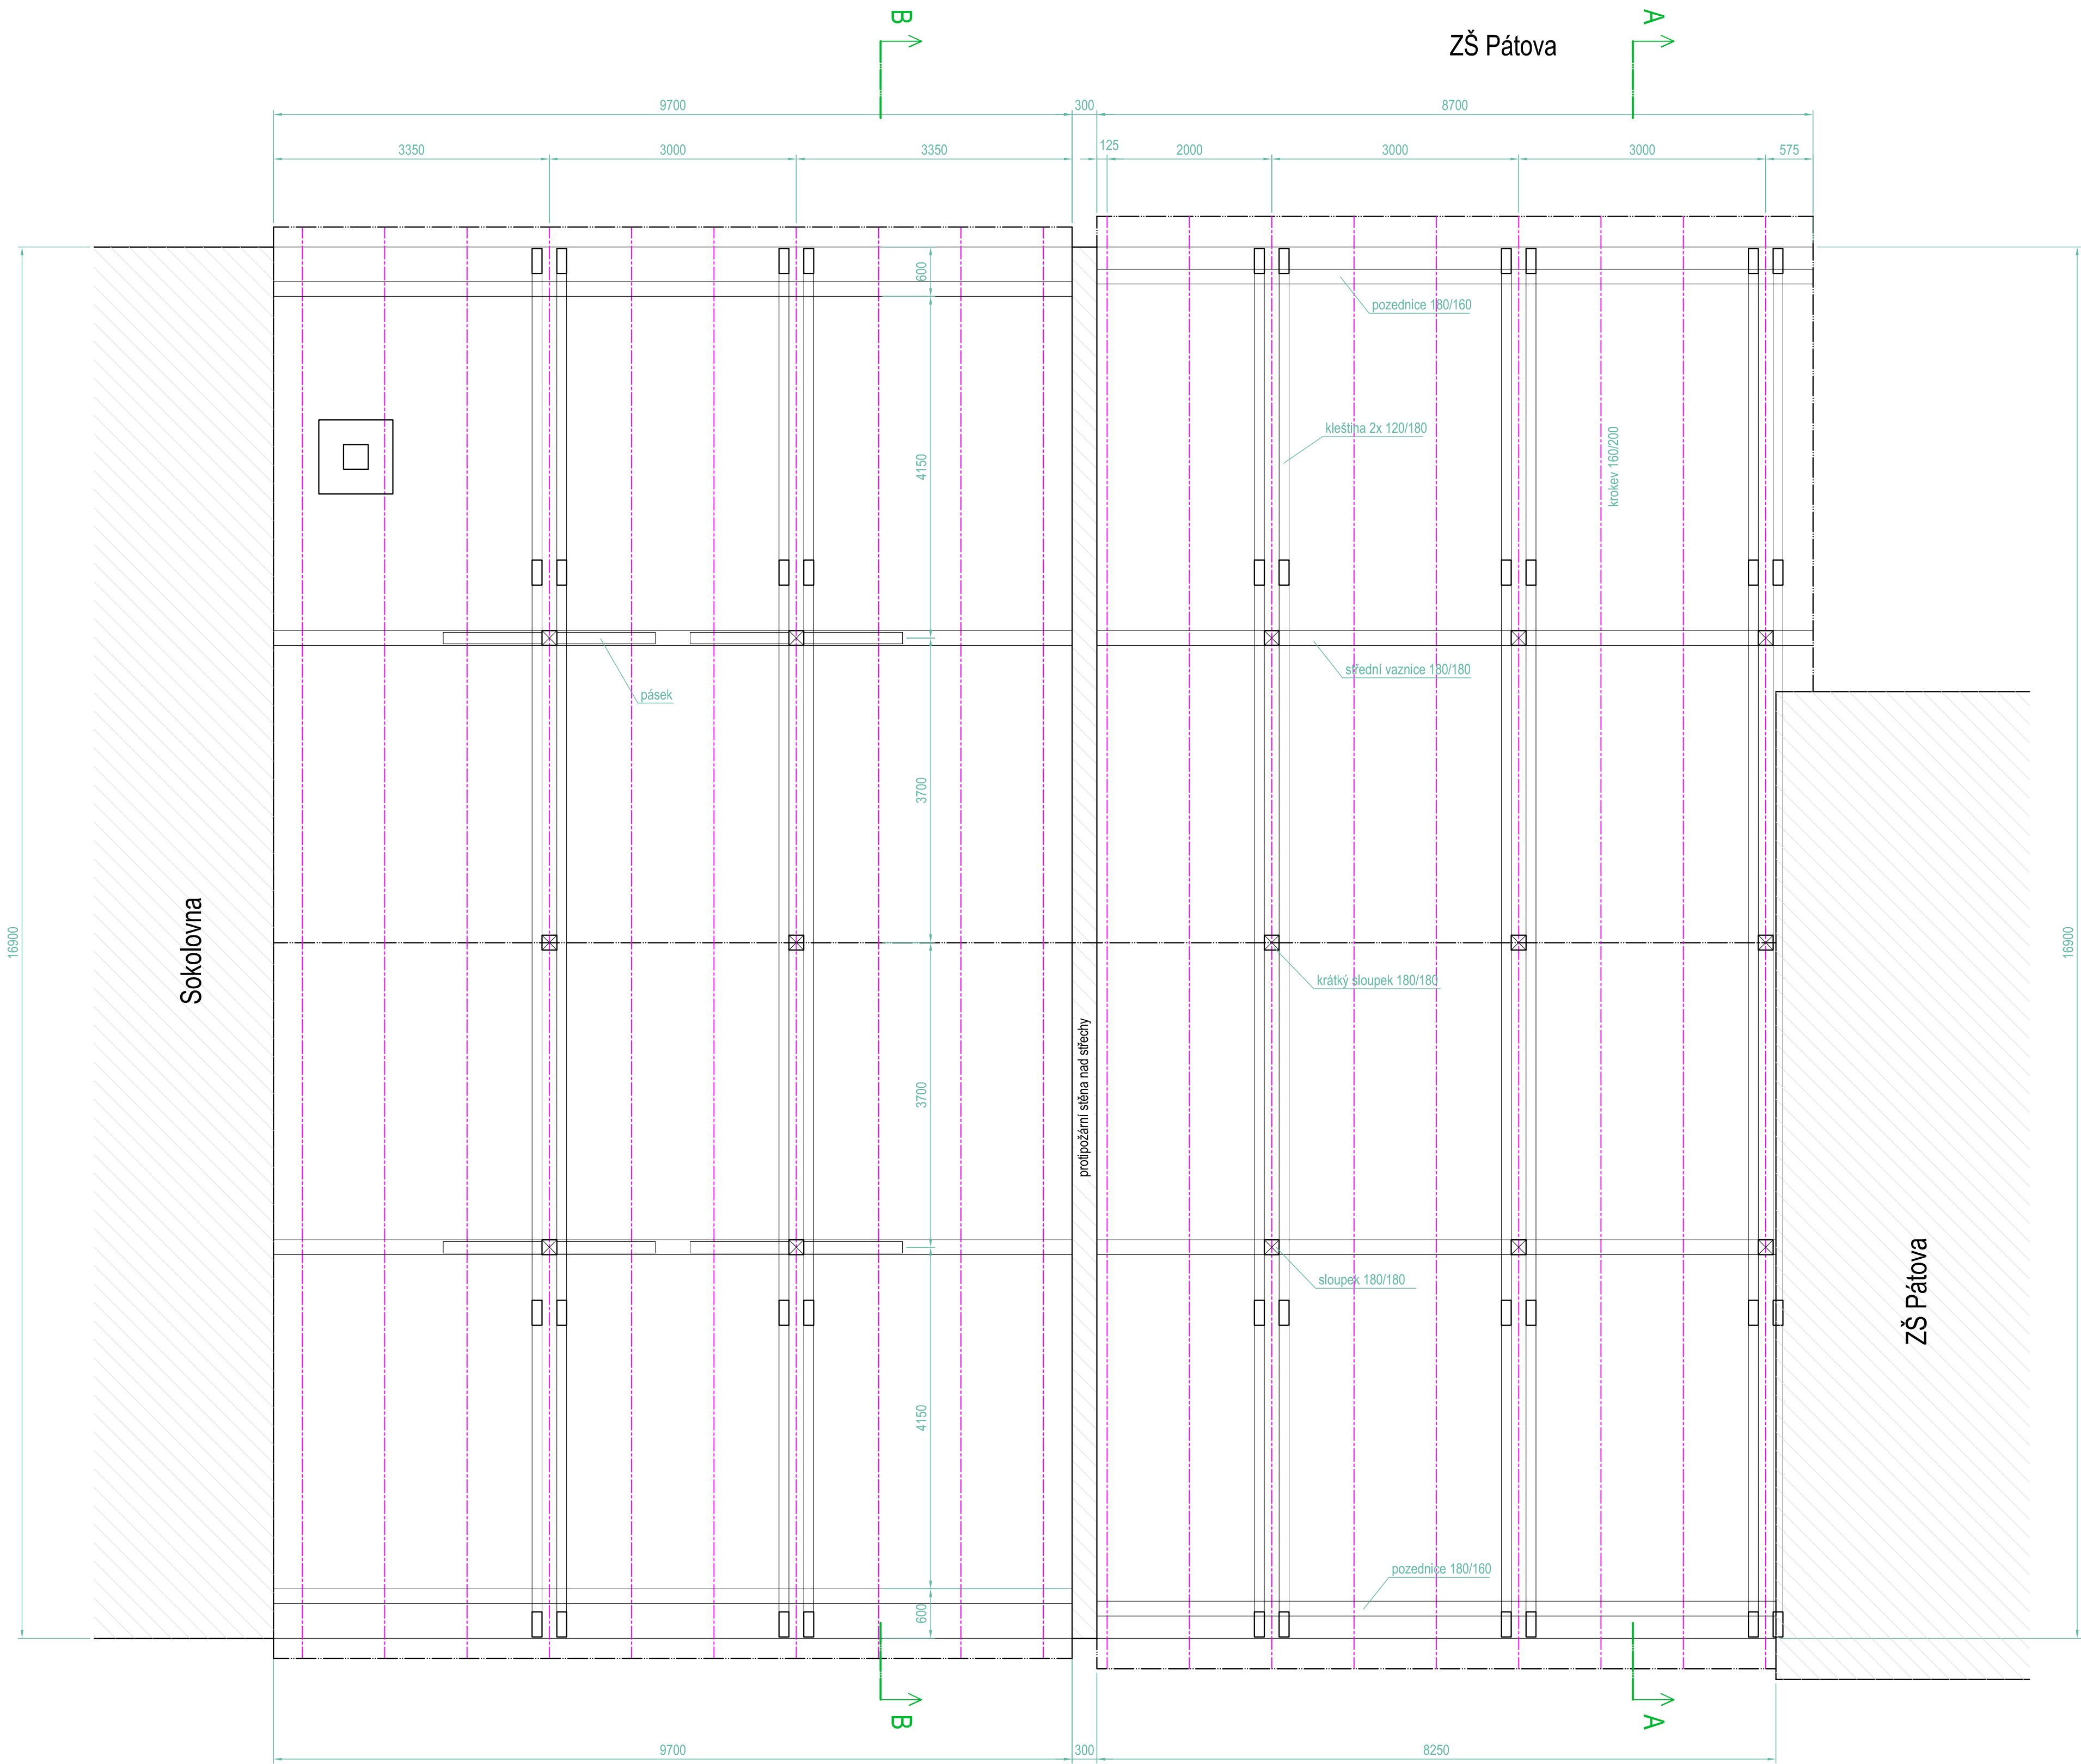 B
A
ZŠ Pátova
9700
300
8700
3350
3000
3350
125
2000
3000
3000
575
600
pozednice 180/160
kleština 2x 120/180
krokev 160/200
4150
střední vaznice 180/180
pásek
3700
Sokolovna
16900
16900
krátký sloupek 180/180
protipožární stěna nad střechy
3700
sloupek 180/180
ZŠ Pátova
4150
pozednice 180/160
600
B
A
9700
300
8250